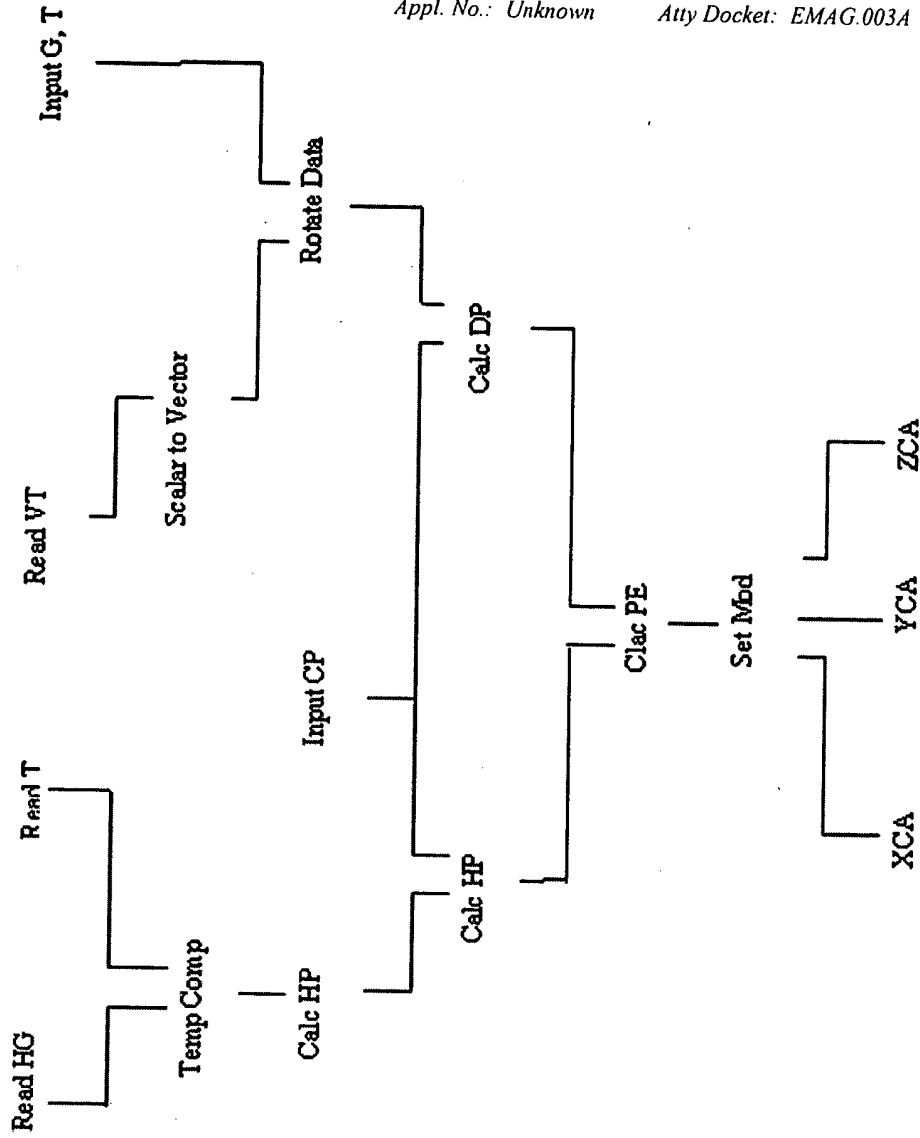 Appl. No.: Unknown Atty Docket: EMAG.003A
Read HG
Read T
Read VT
Input G, T
Temp Comp
Scalar to Vector
Calc HP
Input CP
Rotate Data
Calc HP
Calc DP
Clac PE
Set Mod
XCA
YCA
ZCA